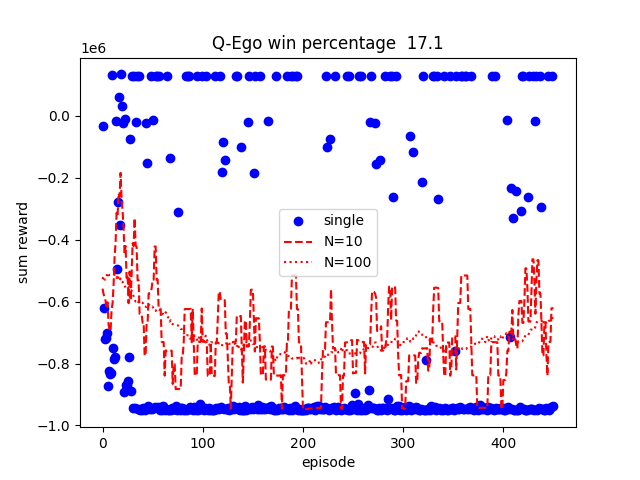 Q-Ego win percentage  17.1
1e6
0.0
−0.2
−0.4
−0.6
−0.8
−1.0
sum reward
single
N=10
N=100
0 100 200 300 400
episode